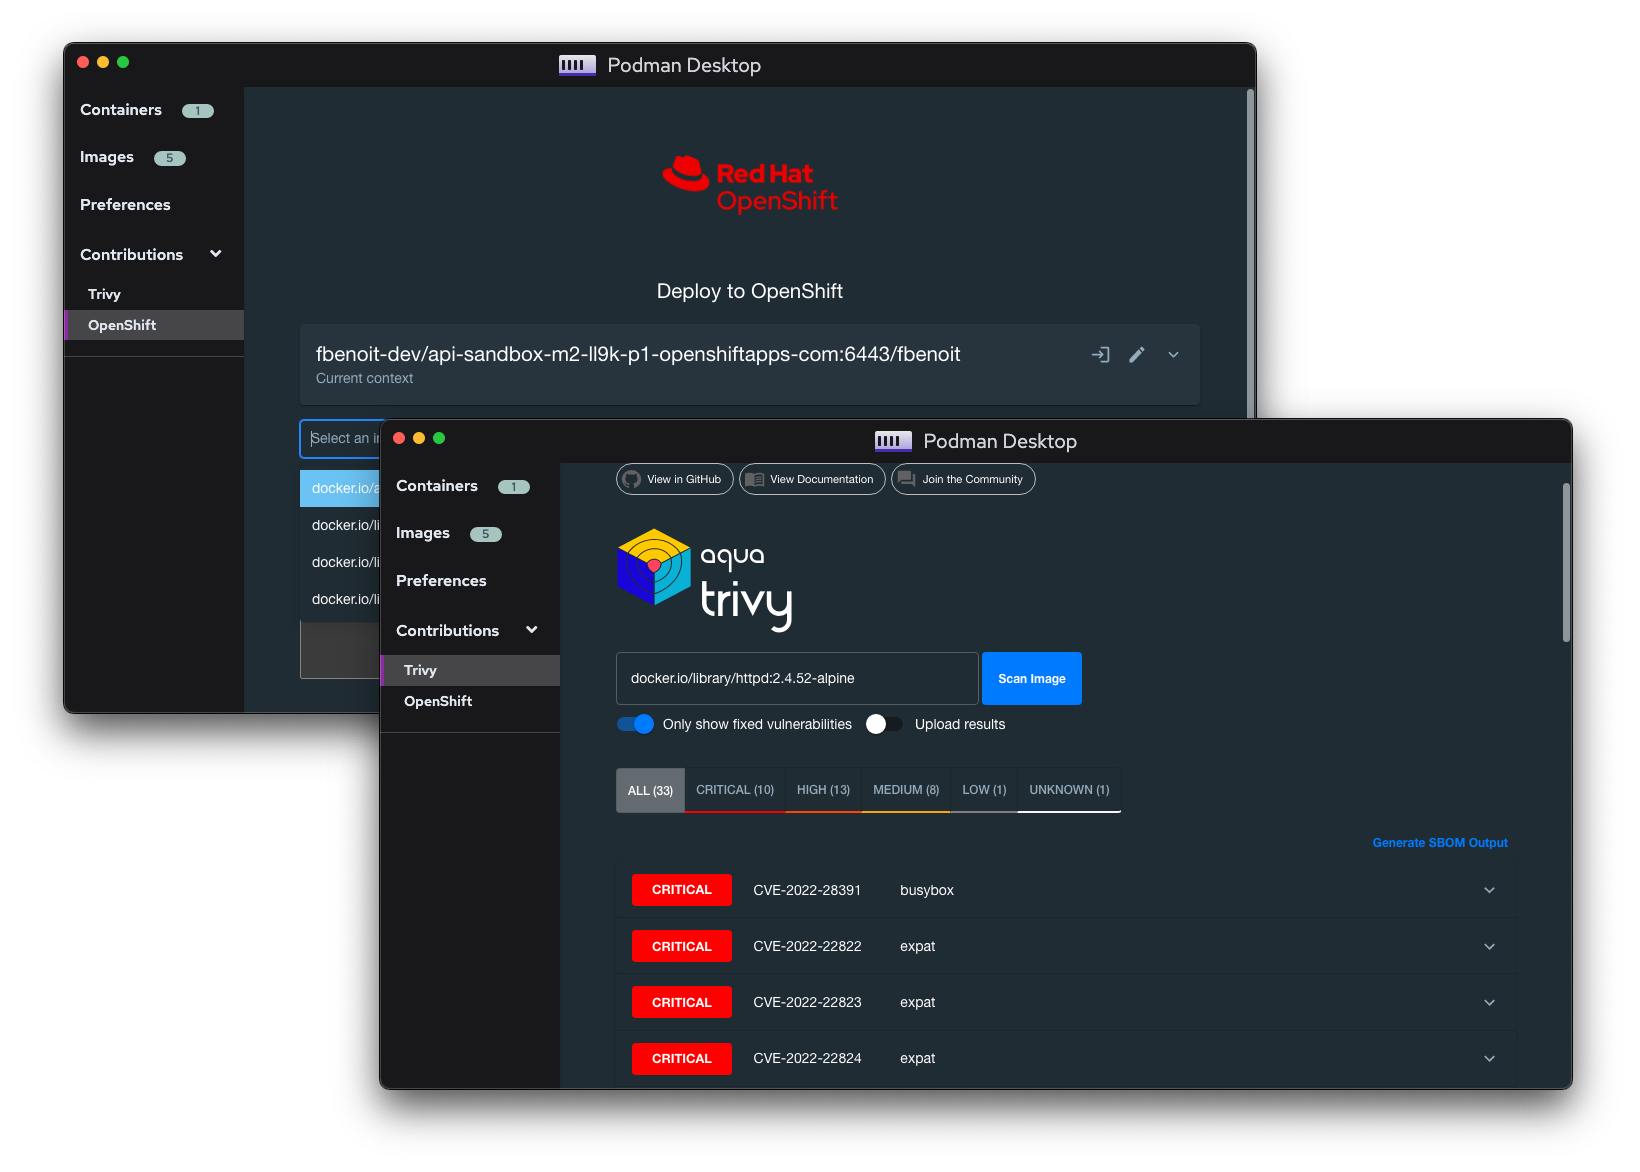 Podman Desktop
Containers 1
Images 5
Preferences
Contributions
Trivy
OpenShift
Red Hat
OpenShift
Deploy to OpenShift
fbenoit-dev/api-sandbox-m2-ll9k-p1-openshiftapps-com:6443/fbenoit
Current context
Select an
docker.io/
docker.io/li
docker.io/li
docker.io/li
Podman Desktop
Containers 1
Images 5
Preferences
Contributions
Trivy
OpenShift
View in GitHub View Documentation Join the Community
aqua
trivy
docker.io/library/httpd:2.4.52-alpine Scan Image
Only show fixed vulnerabilities Upload results
ALL (33) CRITICAL (10) HIGH (13) MEDIUM (8) LOW (1) UNKNOWN (1)
Generate SBOM Output
CRITICAL CVE-2022-28391 busybox
CRITICAL CVE-2022-22822 expat
CRITICAL CVE-2022-22823 expat
CRITICAL CVE-2022-22824 expat